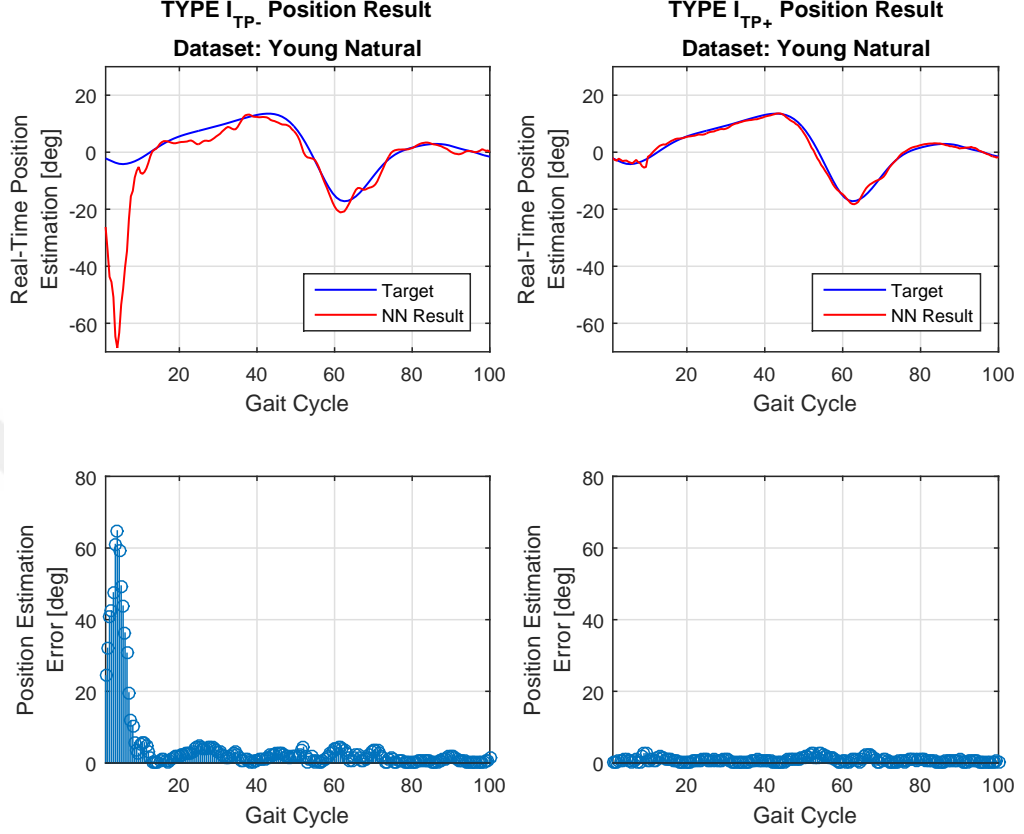 TYPE I_TP- Position Result
Dataset: Young Natural
Real-Time Position
Estimation [deg]
20
0
-20
-40
-60
Target
NN Result
20 40 60 80 100
Gait Cycle
TYPE I_TP+ Position Result
Dataset: Young Natural
Real-Time Position
Estimation [deg]
20
0
-20
-40
-60
Target
NN Result
20 40 60 80 100
Gait Cycle
Position Estimation
Error [deg]
80
60
40
20
0
20 40 60 80 100
Gait Cycle
Position Estimation
Error [deg]
80
60
40
20
0
20 40 60 80 100
Gait Cycle